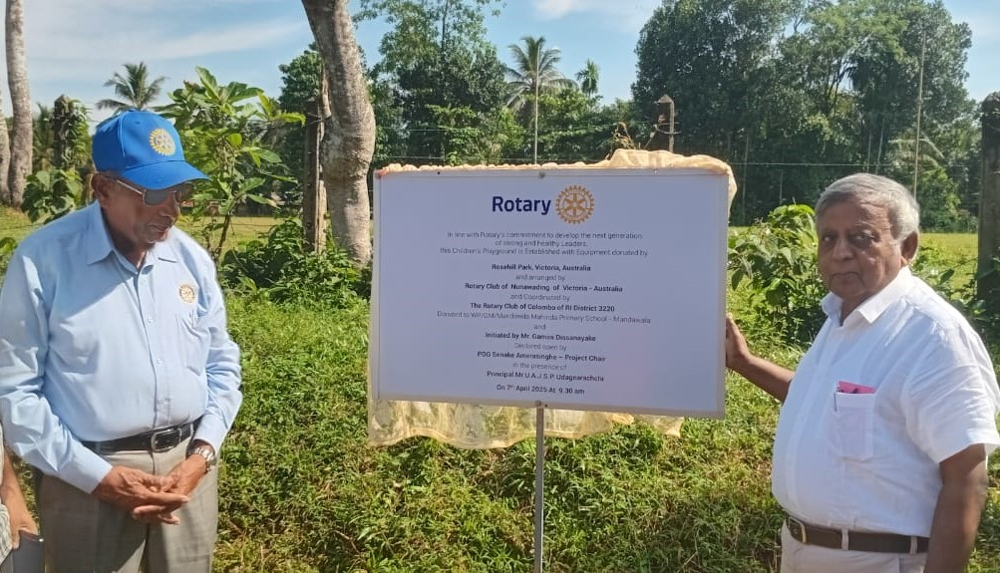 Rotary
In line with Rotary's commitment to develop the next generation
of strong and healthy Leaders,
this Children's Playground is Established with Equipment donated by
Rosehill Park, Victoria, Australia
and arranged by
Rotary Club of Nunawading of Victoria - Australia
and Coordinated by
The Rotary Club of Colombo of RI District 3220
Donated to WP/GM/Mandawala Mahinda Primary School - Mandawala
and
Initiated by Mr. Gamini Dissanayake
Declared open by
PDG Senake Amerasinghe - Project Chair
in the presence of
Principal Mr.U.A.J.S.P. Udagnarachchi
On 7th April 2025 At 9.30 am